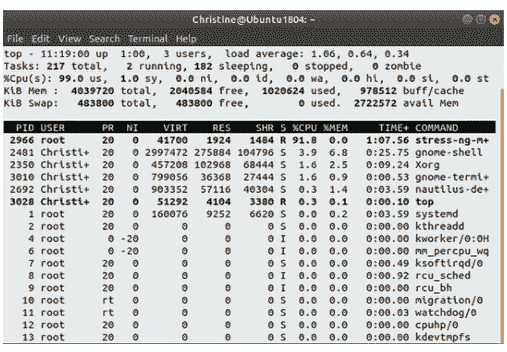 Christine@Ubuntu1804: ~
File Edit View Search Terminal Help
top - 11:19:00 up  1:00,  3 users,  load average: 1.06, 0.64, 0.34
Tasks: 217 total,   2 running, 182 sleeping,   0 stopped,   0 zombie
%Cpu(s): 99.0 us,  1.0 sy,  0.0 ni,  0.0 id,  0.0 wa,  0.0 hi,  0.0 si,  0.0 st
KiB Mem :  4039720 total,  2040584 free,  1020624 used,   978512 buff/cache
KiB Swap:   483800 total,   483800 free,        0 used.  2722572 avail Mem
PID USER PR NI VIRT RES SHR S %CPU %MEM TIME+ COMMAND
2966 root 20 0 41700 1924 1484 R 91.8 0.0 1:07.56 stress-ng-m+
2481 Christi+ 20 0 2997472 275884 104796 S 3.9 6.8 0:25.75 gnome-shell
2350 Christi+ 20 0 457208 102968 68444 S 1.6 2.5 0:09.24 Xorg
3010 Christi+ 20 0 799056 36368 27444 S 1.6 0.9 0:00.53 gnome-termi+
2692 Christi+ 20 0 903352 57116 40304 S 0.3 1.4 0:03.59 nautilus-de+
3028 Christi+ 20 0 51292 4104 3380 R 0.3 0.1 0:00.10 top
1 root 20 0 160076 9252 6620 S 0.0 0.2 0:03.59 systemd
2 root 20 0 0 0 0 S 0.0 0.0 0:00.00 kthreadd
4 root 0 -20 0 0 0 I 0.0 0.0 0:00.00 kworker/0:0H
6 root 0 -20 0 0 0 I 0.0 0.0 0:00.00 mm_percpu_wq
7 root 20 0 0 0 0 S 0.0 0.0 0:00.49 ksoftirqd/0
8 root 20 0 0 0 0 I 0.0 0.0 0:00.92 rcu_sched
9 root 20 0 0 0 0 I 0.0 0.0 0:00.00 rcu_bh
10 root rt 0 0 0 0 S 0.0 0.0 0:00.00 migration/0
11 root rt 0 0 0 0 S 0.0 0.0 0:00.03 watchdog/0
12 root 20 0 0 0 0 S 0.0 0.0 0:00.00 cpuhp/0
13 root 20 0 0 0 0 S 0.0 0.0 0:00.00 kdevtmpfs